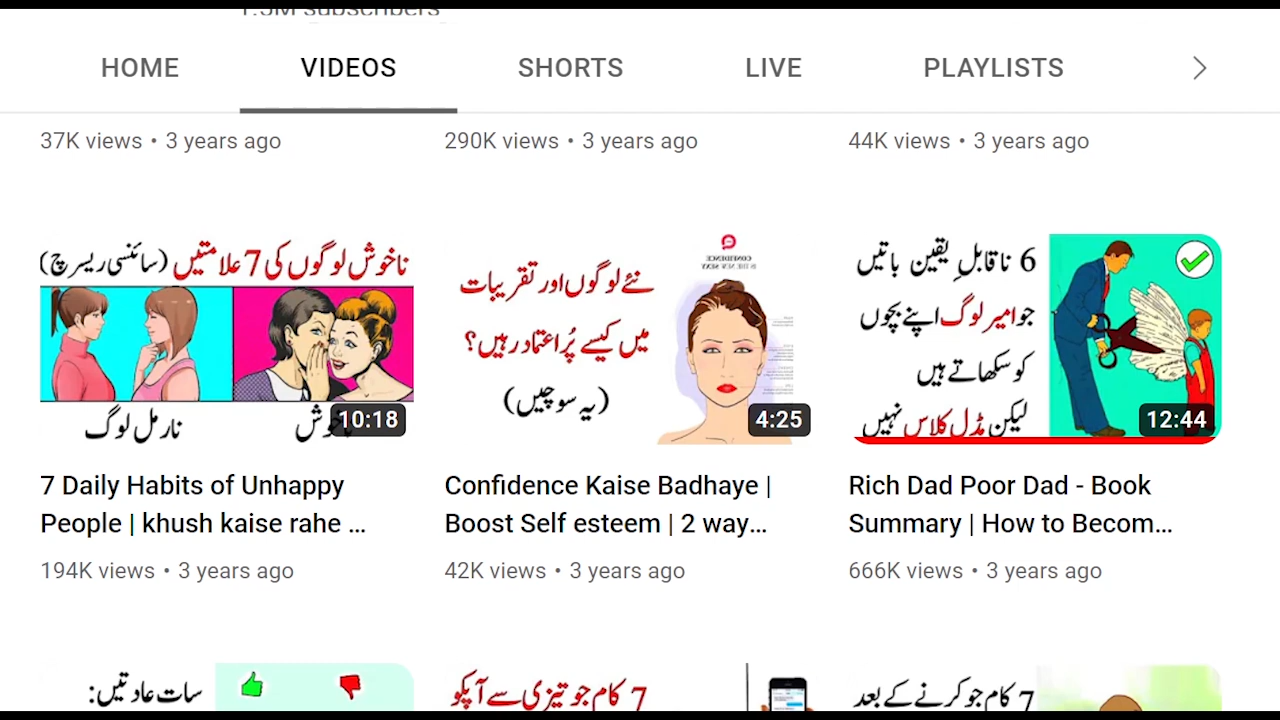 1.5M subscribers
HOME VIDEOS SHORTS LIVE PLAYLISTS
37K views • 3 years ago
290K views • 3 years ago
44K views • 3 years ago
ناخوش لوگوں کی 7 علامتیں (سائنسی ریسرچ)
نارمل لوگ
خوش
10:18
7 Daily Habits of Unhappy
People | khush kaise rahe ...
194K views • 3 years ago
CONFIDENCE
نئے لوگوں اور تقریبات
میں کیسے پُر اعتماد رہیں؟
(یہ سوچیں)
4:25
Confidence Kaise Badhaye |
Boost Self esteem | 2 way...
42K views • 3 years ago
6 ناقابلِ یقین باتیں
جو امیر لوگ اپنے بچوں
کو سکھاتے ہیں
لیکن مڈل کلاس نہیں
12:44
Rich Dad Poor Dad - Book
Summary | How to Becom...
666K views • 3 years ago
سات عادتیں:
7 کام جو تیزی سے آپکو
7 کام جو کرنے کے بعد